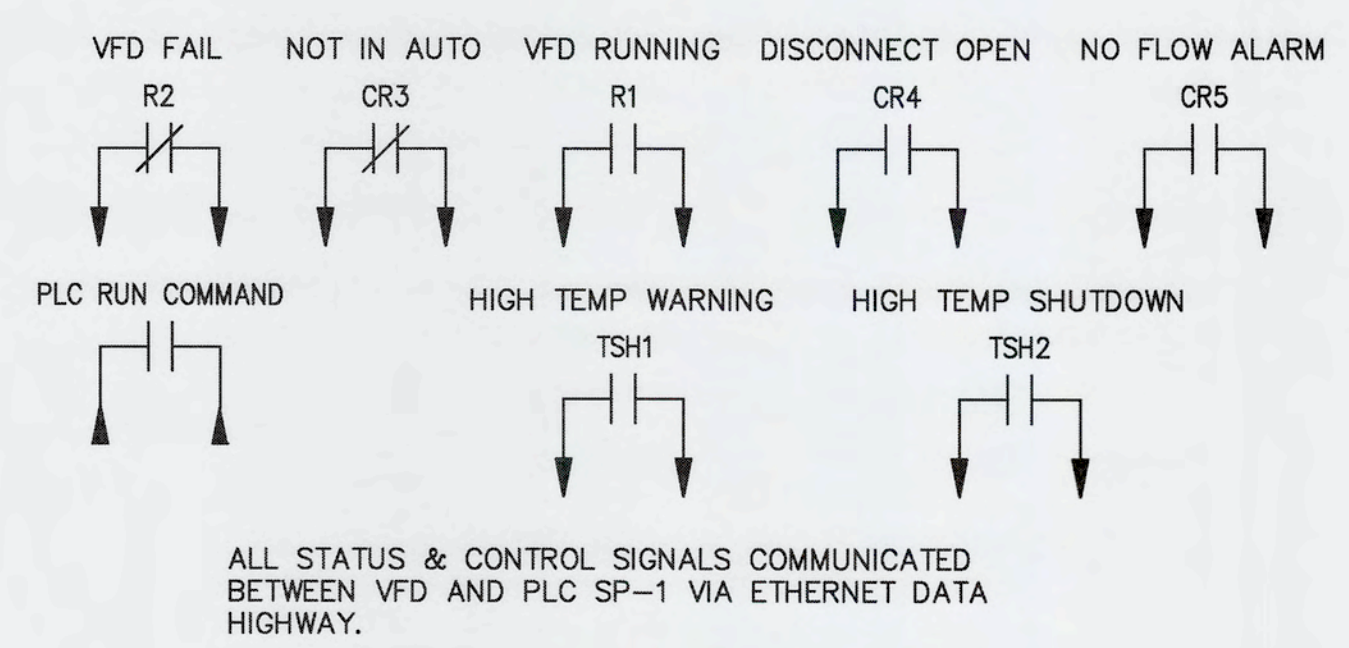 VFD FAIL
NOT IN AUTO
VFD RUNNING
DISCONNECT OPEN
NO FLOW ALARM
R2
CR3
R1
CR4
CR5
PLC RUN COMMAND
HIGH TEMP WARNING
HIGH TEMP SHUTDOWN
TSH1
TSH2
ALL STATUS & CONTROL SIGNALS COMMUNICATED
BETWEEN VFD AND PLC SP–1 VIA ETHERNET DATA
HIGHWAY.